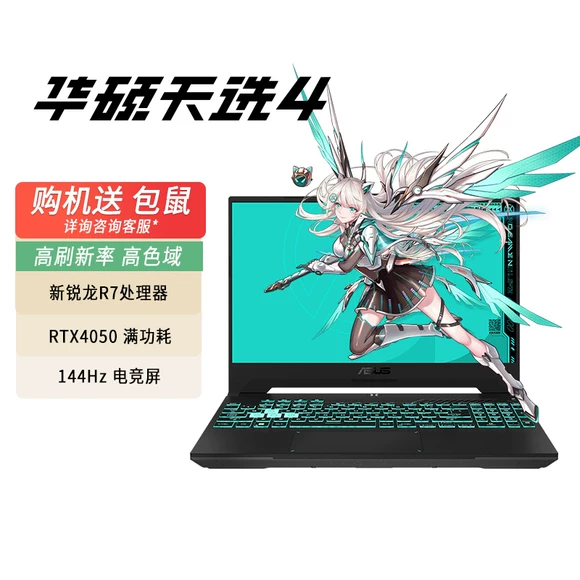 华硕天选4
购机送 包鼠
详询咨询客服*
高刷新率 高色域
新锐龙R7处理器
RTX4050 满功耗
144Hz 电竞屏
ASUS